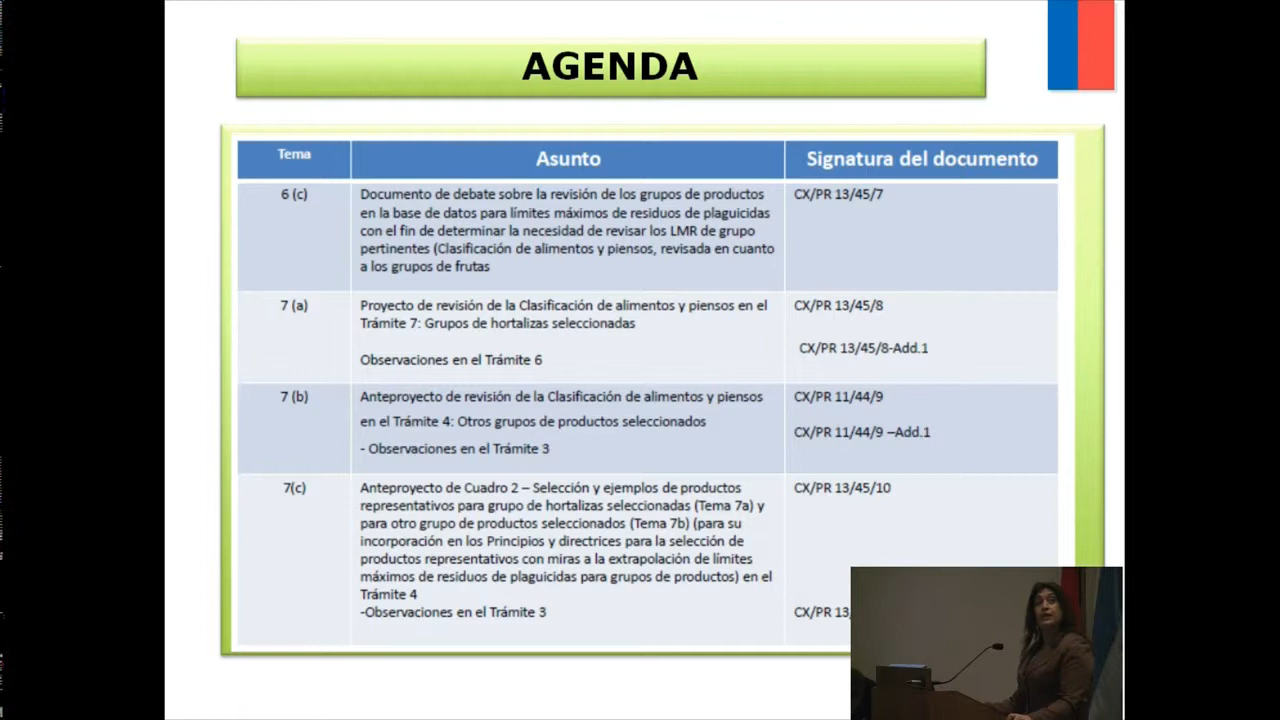 AGENDA
Tema
Asunto
Signatura del documento
6 (c)
Documento de debate sobre la revisión de los grupos de productos
en la base de datos para límites máximos de residuos de plaguicidas
con el fin de determinar la necesidad de revisar los LMR de grupo
pertinentes (Clasificación de alimentos y piensos, revisada en cuanto
a los grupos de frutas
CX/PR 13/45/7
7 (a)
Proyecto de revisión de la Clasificación de alimentos y piensos en el
Trámite 7: Grupos de hortalizas seleccionadas
Observaciones en el Trámite 6
CX/PR 13/45/8
CX/PR 13/45/8-Add.1
7 (b)
Anteproyecto de revisión de la Clasificación de alimentos y piensos
en el Trámite 4: Otros grupos de productos seleccionados
- Observaciones en el Trámite 3
CX/PR 11/44/9
CX/PR 11/44/9 –Add.1
7(c)
Anteproyecto de Cuadro 2 – Selección y ejemplos de productos
representativos para grupo de hortalizas seleccionadas (Tema 7a) y
para otro grupo de productos seleccionados (Tema 7b) (para su
incorporación en los Principios y directrices para la selección de
productos representativos con miras a la extrapolación de límites
máximos de residuos de plaguicidas para grupos de productos) en el
Trámite 4
-Observaciones en el Trámite 3
CX/PR 13/45/10
CX/PR 13/